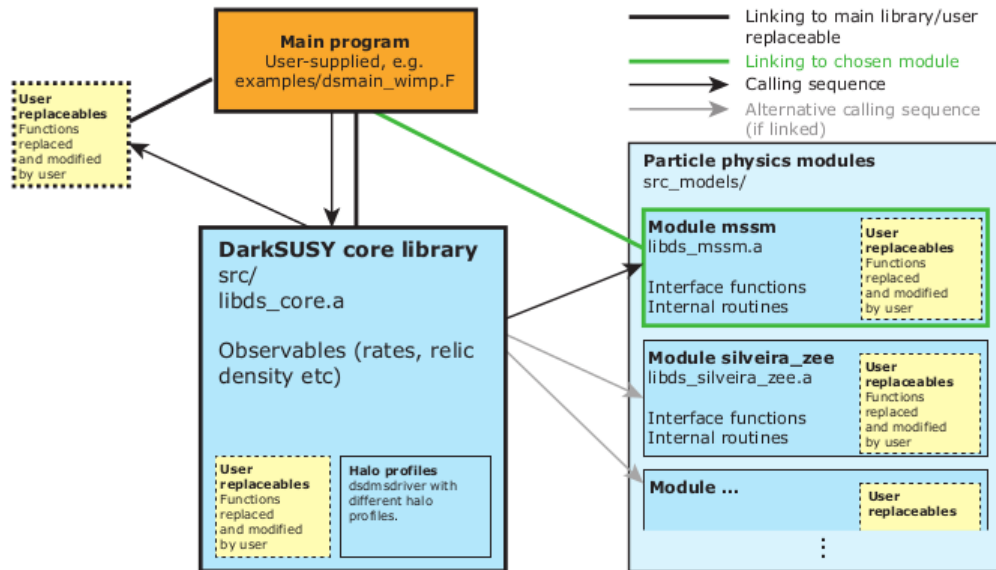 Main program
User-supplied, e.g.
examples/dsmain_wimp.F
Linking to main library/user
replaceable
Linking to chosen module
Calling sequence
Alternative calling sequence
(if linked)
User
replaceables
Functions
replaced
and modified
by user
DarkSUSY core library
src/
libds_core.a
Observables (rates, relic
density etc)
User
replaceables
Functions
replaced
and modified
by user
Halo profiles
dsdmsdriver with
different halo
profiles.
Particle physics modules
src_models/
Module mssm
libds_mssm.a
Interface functions
Internal routines
User
replaceables
Functions
replaced
and modified
by user
Module silveira_zee
libds_silveira_zee.a
Interface functions
Internal routines
User
replaceables
Functions
replaced
and modified
by user
Module ...
User
replaceables
⋮